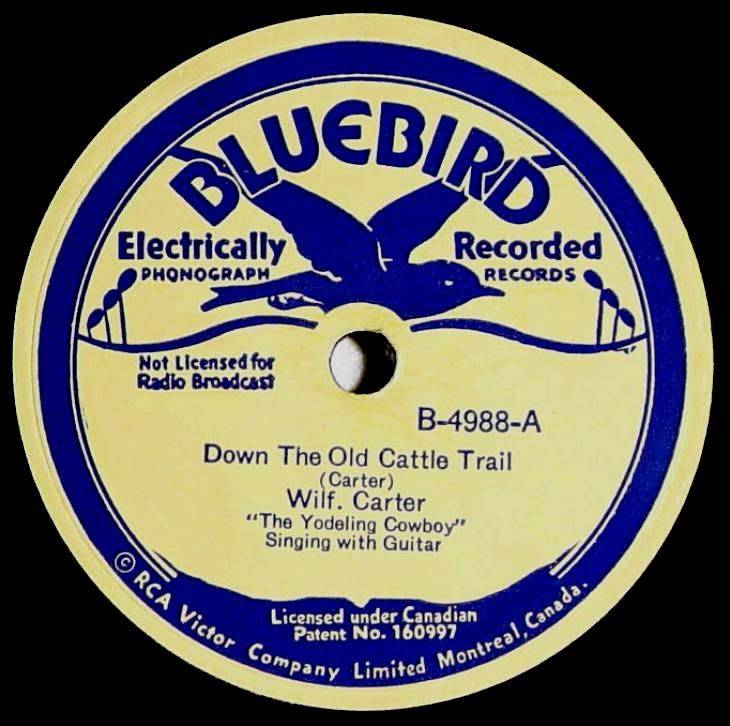 BLUEBIRD
Electrically Recorded
PHONOGRAPH RECORDS
Not Licensed for
Radio Broadcast
B-4988-A
Down The Old Cattle Trail
(Carter)
Wilf. Carter
"The Yodeling Cowboy"
Singing with Guitar
Licensed under Canadian
Patent No. 160997
© RCA Victor Company Limited Montreal, Canada.